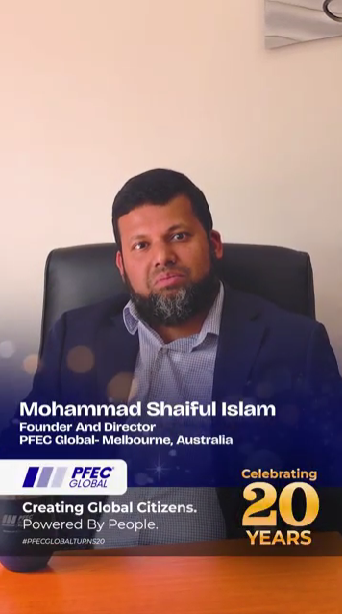 Mohammad Shaiful Islam
Founder And Director
PFEC Global- Melbourne, Australia
PFEC
GLOBAL
Creating Global Citizens.
Powered By People.
#PFECGLO3ALTURNS20
Celebrating
20
YEARS